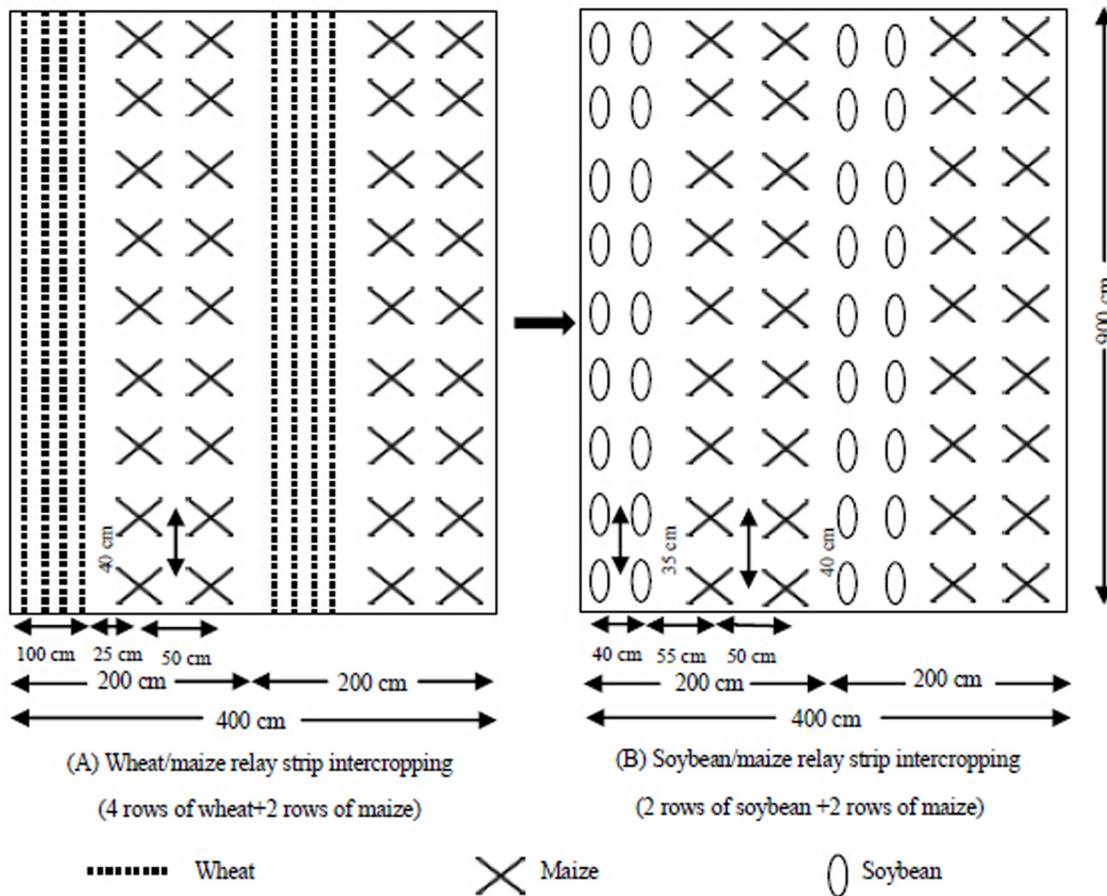 40 cm
100 cm 25 cm 50 cm
200 cm 200 cm
400 cm
(A) Wheat/maize relay strip intercropping
(4 rows of wheat+2 rows of maize)
35 cm
40 cm
900 cm
40 cm 55 cm 50 cm
200 cm 200 cm
400 cm
(B) Soybean/maize relay strip intercropping
(2 rows of soybean +2 rows of maize)
Wheat Maize Soybean